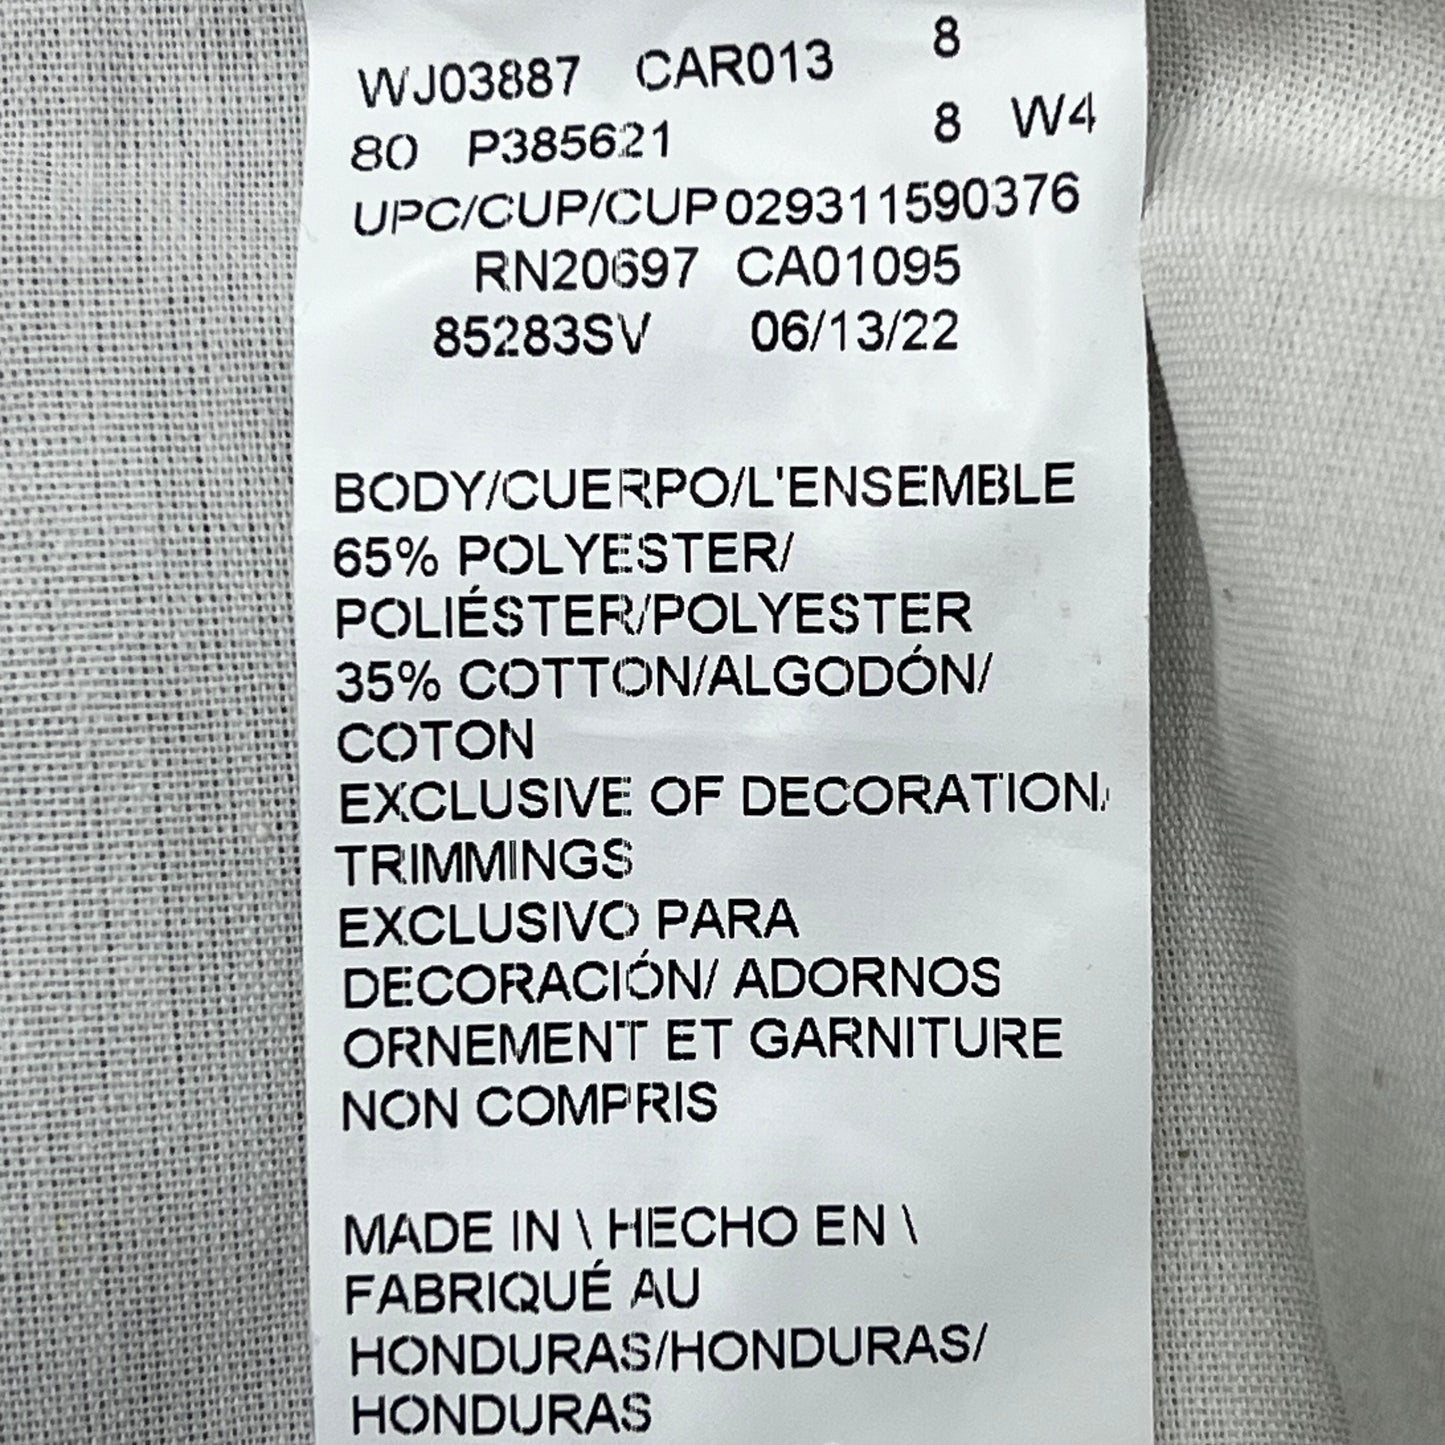 WJ03887 CAR013 8
80 P385621 8 W4
UPC/CUP/CUP029311590376
RN20697 CA01095
85283SV 06/13/22
BODY/CUERPO/L'ENSEMBLE
65% POLYESTER/
POLIÉSTER/POLYESTER
35% COTTON/ALGODÓN/
COTON
EXCLUSIVE OF DECORATION/
TRIMMINGS
EXCLUSIVO PARA
DECORACIÓN/ ADORNOS
ORNEMENT ET GARNITURE
NON COMPRIS
MADE IN \ HECHO EN \
FABRIQUÉ AU
HONDURAS/HONDURAS/
HONDURAS